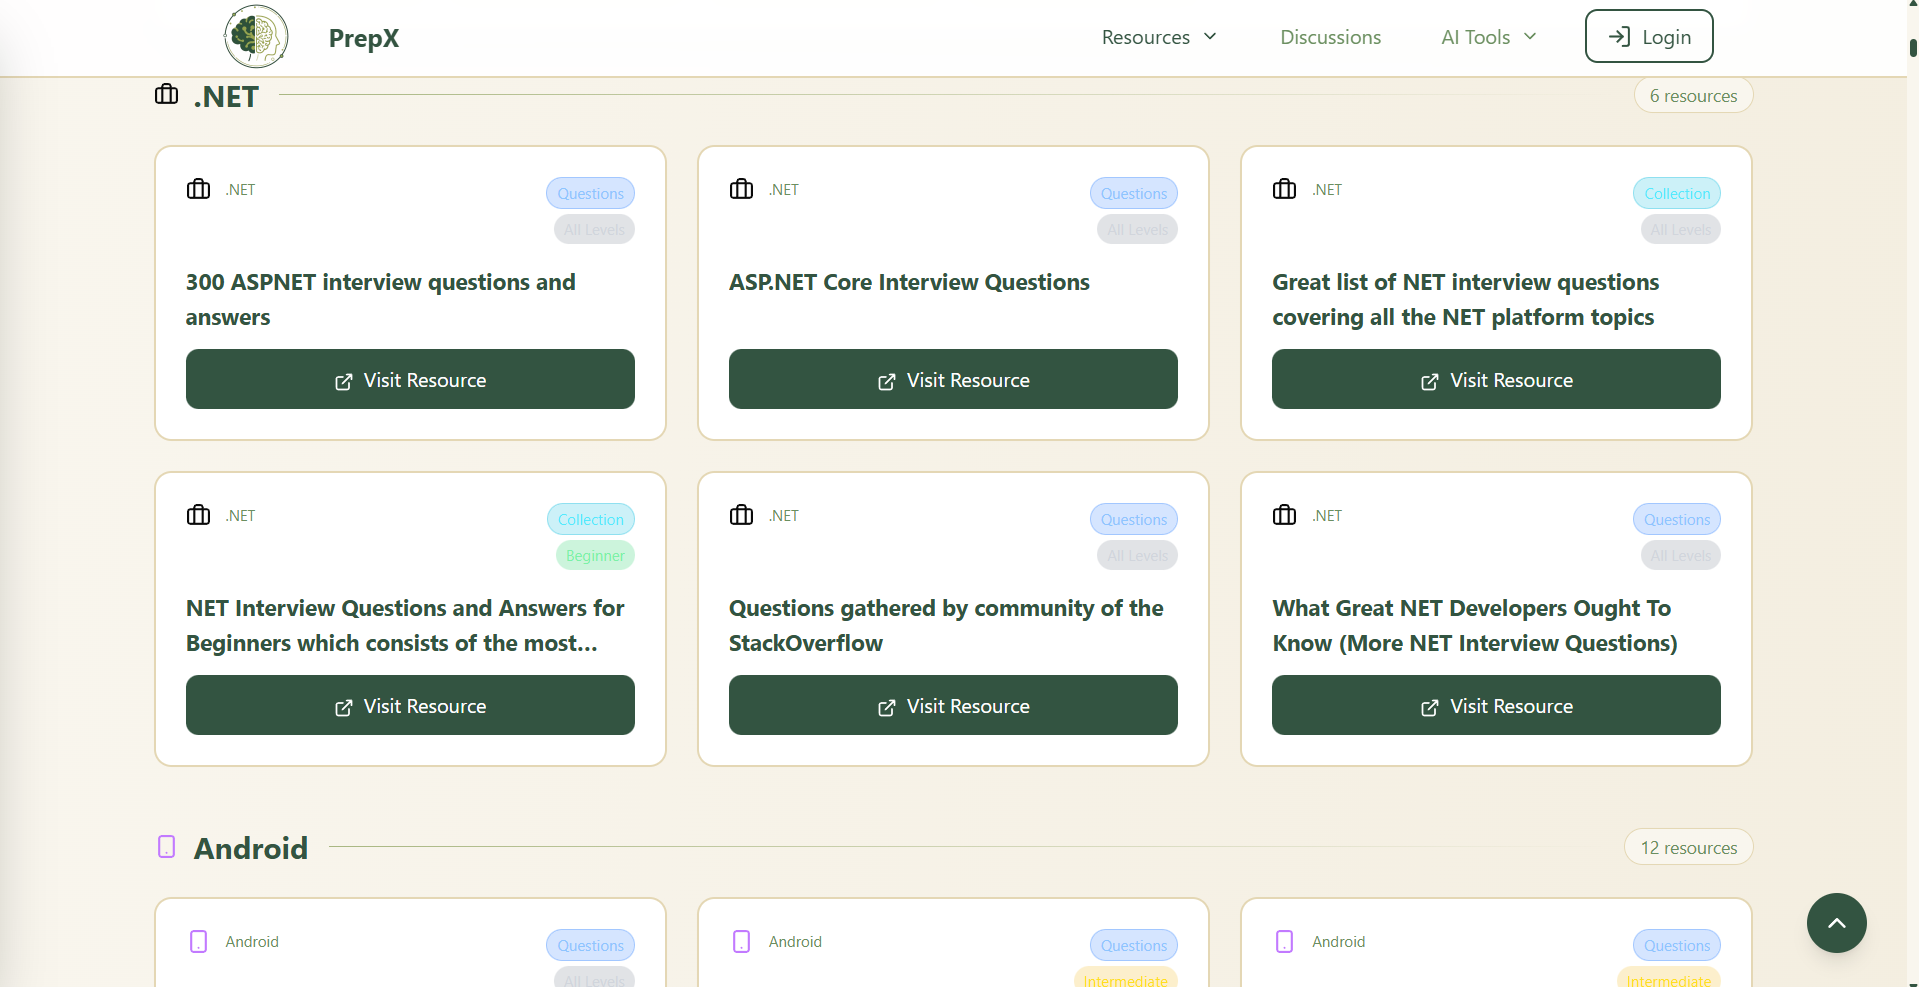 PrepX
Resources
Discussions
AI Tools
Login
.NET
6 resources
.NET
Questions
All Levels
300 ASPNET interview questions and
answers
Visit Resource
.NET
Questions
All Levels
ASP.NET Core Interview Questions
Visit Resource
.NET
Collection
All Levels
Great list of NET interview questions
covering all the NET platform topics
Visit Resource
.NET
Collection
Beginner
NET Interview Questions and Answers for
Beginners which consists of the most...
Visit Resource
.NET
Questions
All Levels
Questions gathered by community of the
StackOverflow
Visit Resource
.NET
Questions
All Levels
What Great NET Developers Ought To
Know (More NET Interview Questions)
Visit Resource
Android
12 resources
Android
Questions
All Levels
Android
Questions
Intermediate
Android
Questions
Intermediate